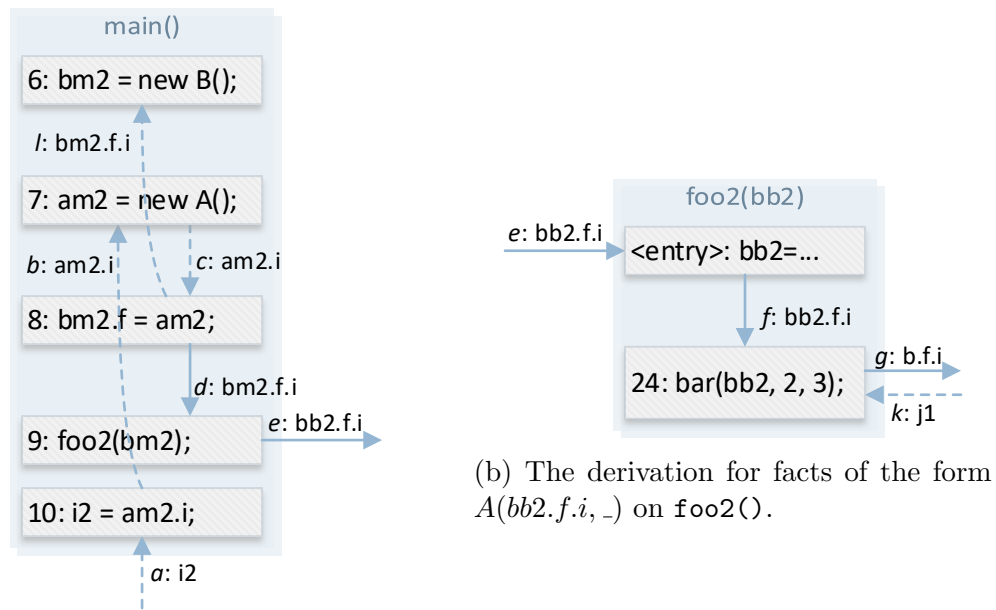 main()
6: bm2 = new B();
l: bm2.f.i
7: am2 = new A();
b: am2.i
c: am2.i
8: bm2.f = am2;
d: bm2.f.i
9: foo2(bm2);
e: bb2.f.i
10: i2 = am2.i;
a: i2
foo2(bb2)
e: bb2.f.i
<entry>: bb2=...
f: bb2.f.i
24: bar(bb2, 2, 3);
g: b.f.i
k: j1
(b) The derivation for facts of the form
A(bb2.f.i, _) on foo2().